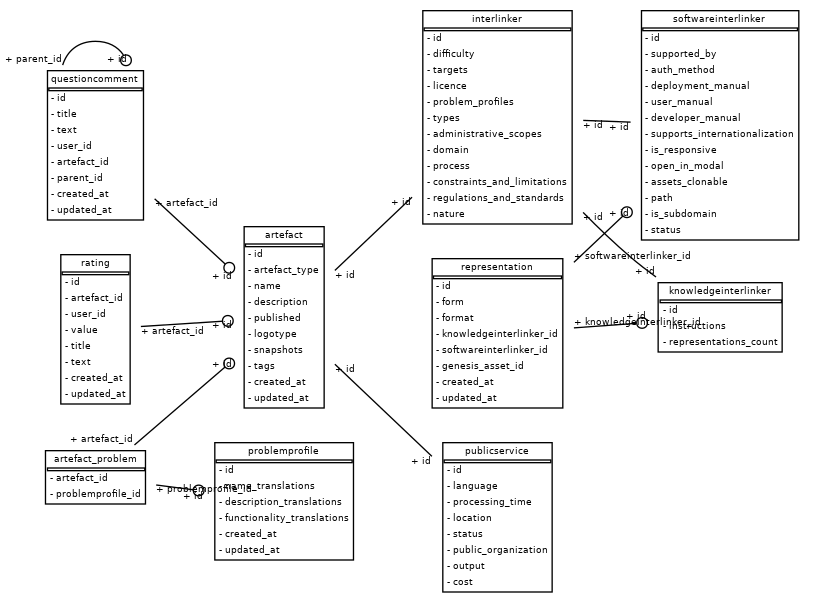 + parent_id
+ id
questioncomment
- id
- title
- text
- user_id
- artefact_id
- parent_id
- created_at
- updated_at
+ artefact_id
+ id
rating
- id
- artefact_id
- user_id
- value
- title
- text
- created_at
- updated_at
+ artefact_id
+ id
artefact
- id
- artefact_type
- name
- description
- published
- logotype
- snapshots
- tags
- created_at
- updated_at
+ id
+ id
+ id
+ artefact_id
artefact_problem
- artefact_id
- problemprofile_id
+ problemprofile_id
+ id
problemprofile
- id
- name_translations
- description_translations
- functionality_translations
- created_at
- updated_at
+ id
+ id
interlinker
- id
- difficulty
- targets
- licence
- problem_profiles
- types
- administrative_scopes
- domain
- process
- constraints_and_limitations
- regulations_and_standards
- nature
+ id
+ id
+ id
+ id
softwareinterlinker
- id
- supported_by
- auth_method
- deployment_manual
- user_manual
- developer_manual
- supports_internationalization
- is_responsive
- open_in_modal
- assets_clonable
- path
- is_subdomain
- status
+ softwareinterlinker_id
+ id
representation
- id
- form
- format
- knowledgeinterlinker_id
- softwareinterlinker_id
- genesis_asset_id
- created_at
- updated_at
+ knowledgeinterlinker_id
+ id
knowledgeinterlinker
- id
- instructions
- representations_count
publicservice
- id
- language
- processing_time
- location
- status
- public_organization
- output
- cost